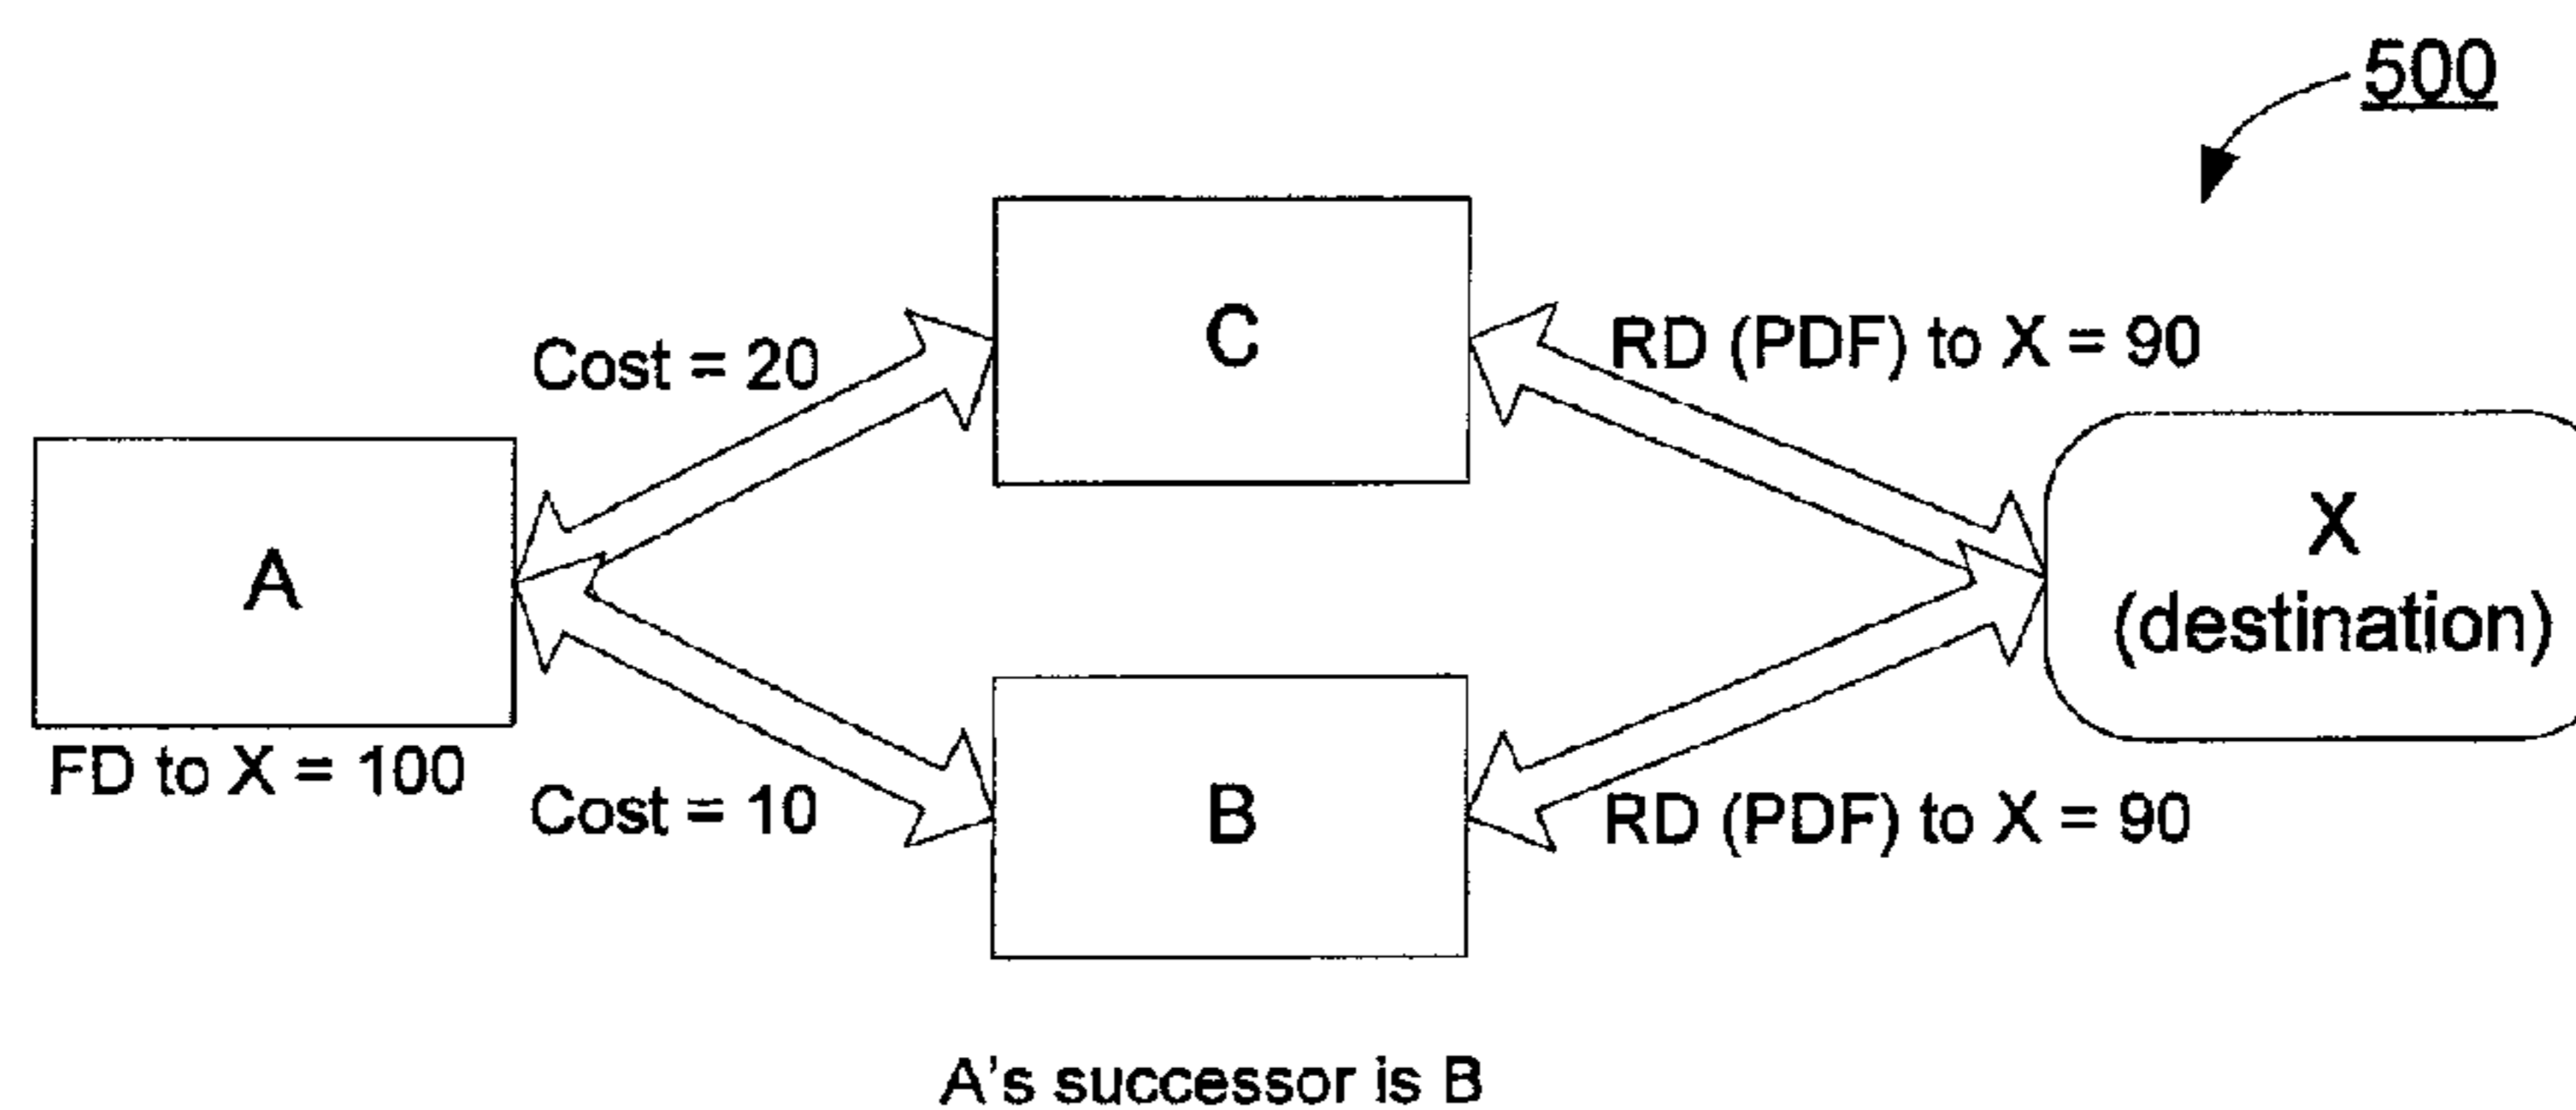 500
C
Cost = 20
RD (PDF) to X = 90
A
X
(destination)
FD to X = 100
Cost = 10
B
RD (PDF) to X = 90
A's successor is B